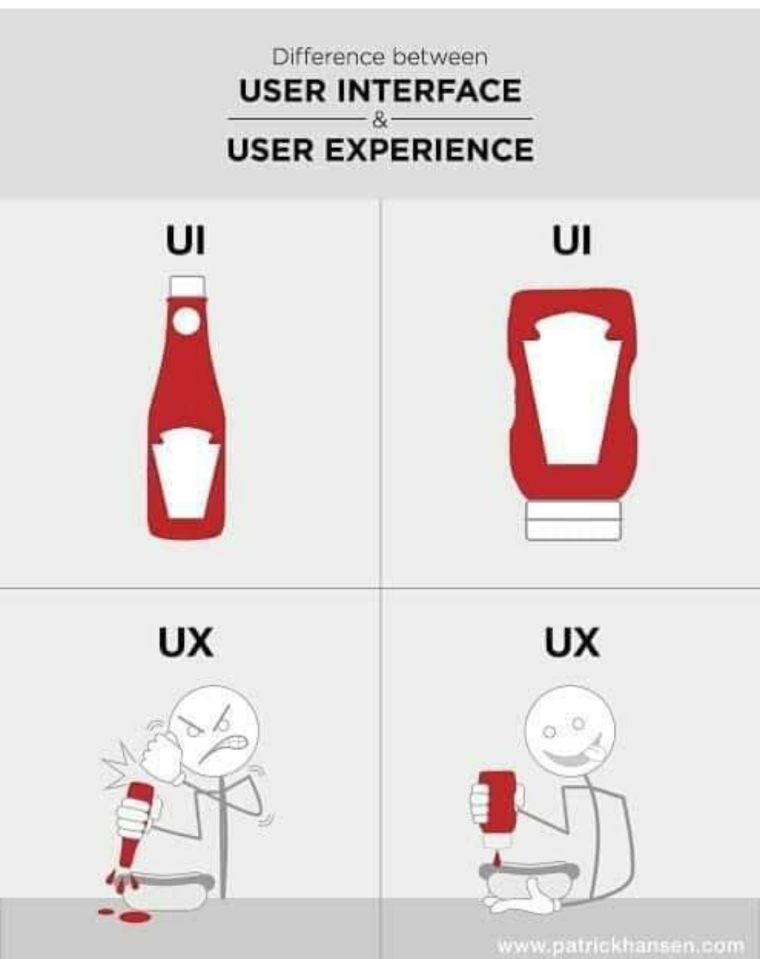 Difference between
USER INTERFACE
&
USER EXPERIENCE
UI
UI
UX
UX
www.patrickhansen.com